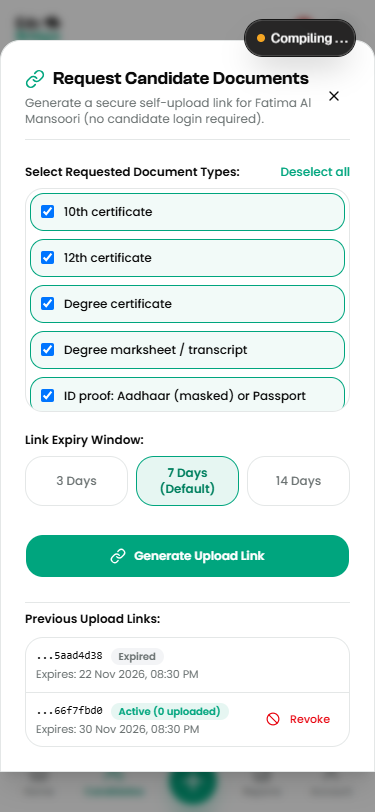 Compiling ...
Request Candidate Documents
Generate a secure self-upload link for Fatima Al
Mansoori (no candidate login required).
Select Requested Document Types:
Deselect all
10th certificate
12th certificate
Degree certificate
Degree marksheet / transcript
ID proof: Aadhaar (masked) or Passport
Link Expiry Window:
3 Days
7 Days
(Default)
14 Days
Generate Upload Link
Previous Upload Links:
...5aad4d38 Expired
Expires: 22 Nov 2026, 08:30 PM
...66f7fbd0 Active (0 uploaded)
Expires: 30 Nov 2026, 08:30 PM
Revoke